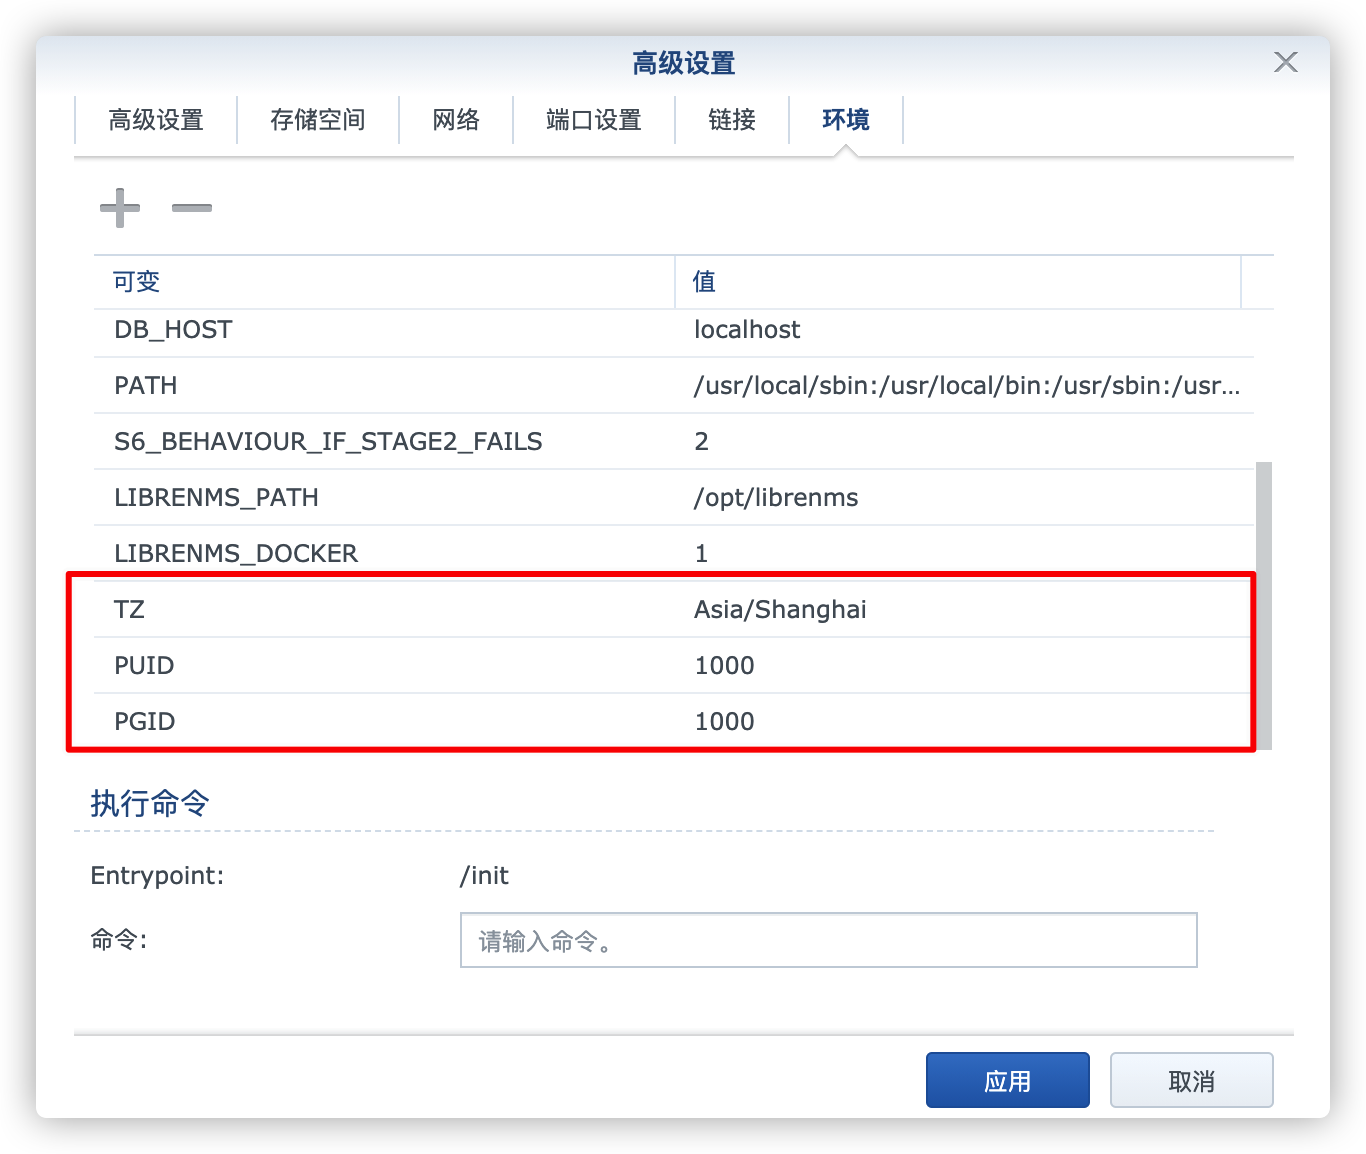 高级设置
高级设置 存储空间 网络 端口设置 链接 环境
可变 值
DB_HOST localhost
PATH /usr/local/sbin:/usr/local/bin:/usr/sbin:/usr...
S6_BEHAVIOUR_IF_STAGE2_FAILS 2
LIBRENMS_PATH /opt/librenms
LIBRENMS_DOCKER 1
TZ Asia/Shanghai
PUID 1000
PGID 1000
执行命令
Entrypoint: /init
命令: 请输入命令。
应用 取消